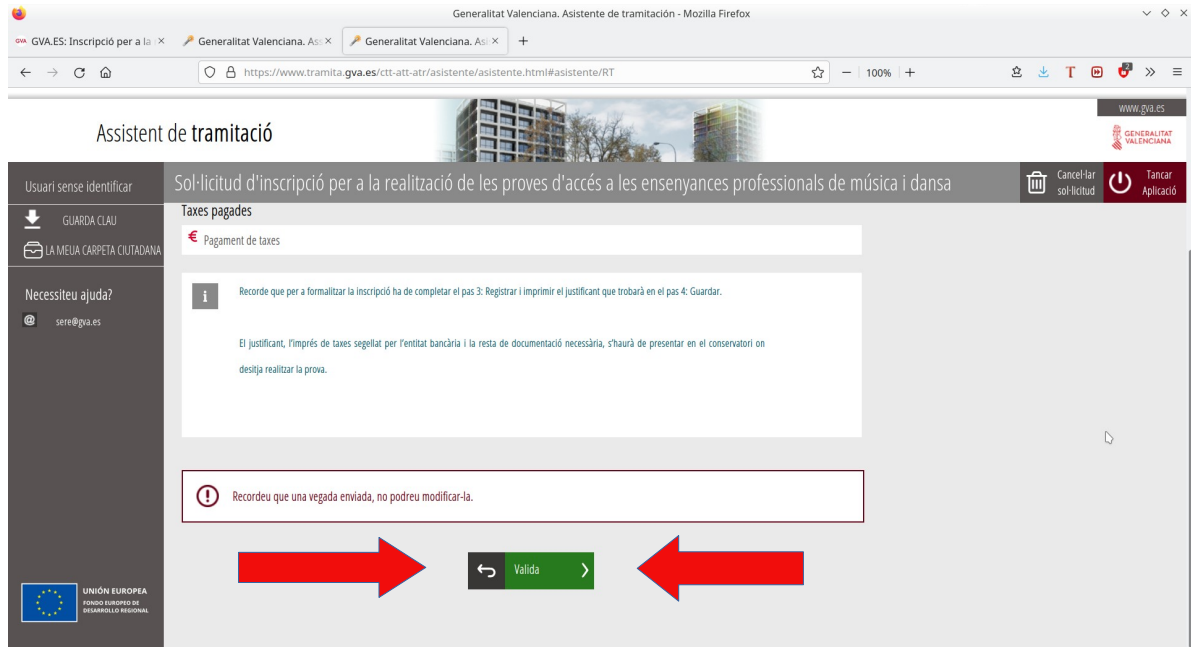 Generalitat Valenciana. Asistente de tramitación - Mozilla Firefox
GVA GVA.ES: Inscripció per a la
Generalitat Valenciana. Ass
Generalitat Valenciana. Asi
https://www.tramita.gva.es/ctt-att-atr/asistente/asistente.html#asistente/RT
100%
2
www.gva.es
Assistent de tramitació
GENERALITAT
VALENCIANA
Usuari sense identificar
Sol·licitud d'inscripció per a la realització de les proves d'accés a les ensenyances professionals de música i dansa
Cancel·lar
sol·licitud
Tancar
Aplicació
GUARDA CLAU
LA MEUA CARPETA CIUTADANA
Necessiteu ajuda?
@ sere@gva.es
Taxes pagades
€ Pagament de taxes
i
Recorde que per a formalitzar la inscripció ha de completar el pas 3: Registrar i imprimir el justificant que trobarà en el pas 4: Guardar.
El justificant, l'imprés de taxes segellat per l'entitat bancària i la resta de documentació necessària, s'haurà de presentar en el conservatori on
desitja realitzar la prova.
Recordeu que una vegada enviada, no podreu modificar-la.
Valida
UNIÓN EUROPEA
FONDO EUROPEO DE
DESARROLLO REGIONAL